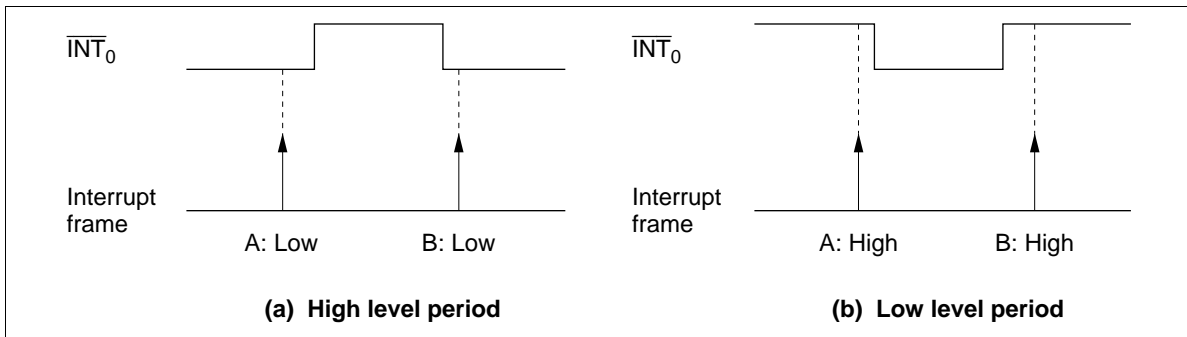 INT0
Interrupt
frame
A: Low B: Low
(a) High level period
INT0
Interrupt
frame
A: High B: High
(b) Low level period